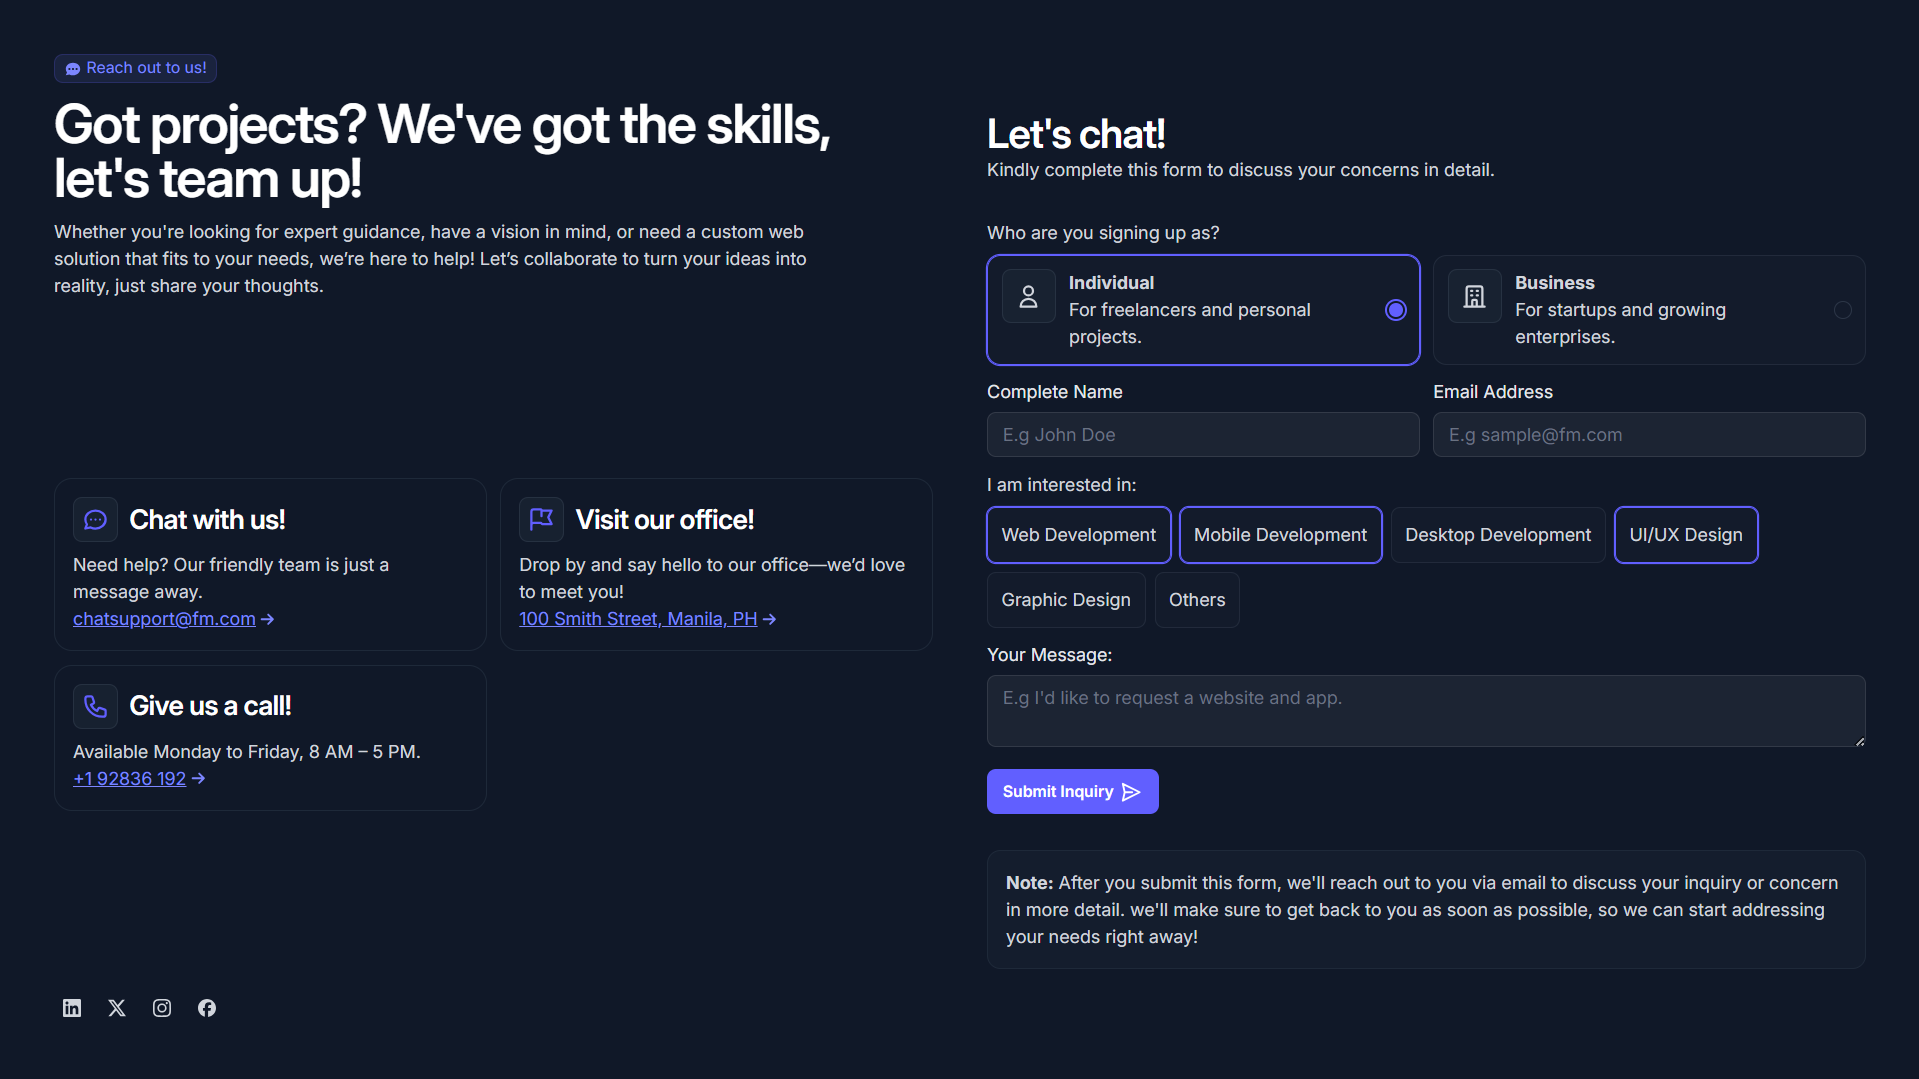 Reach out to us!
Got projects? We've got the skills,
let's team up!
Whether you're looking for expert guidance, have a vision in mind, or need a custom web
solution that fits to your needs, we’re here to help! Let’s collaborate to turn your ideas into
reality, just share your thoughts.
Chat with us!
Need help? Our friendly team is just a
message away.
chatsupport@fm.com →
Visit our office!
Drop by and say hello to our office—we’d love
to meet you!
100 Smith Street, Manila, PH →
Give us a call!
Available Monday to Friday, 8 AM – 5 PM.
+1 92836 192 →
Let's chat!
Kindly complete this form to discuss your concerns in detail.
Who are you signing up as?
Individual
For freelancers and personal
projects.
Business
For startups and growing
enterprises.
Complete Name
E.g John Doe
Email Address
E.g sample@fm.com
I am interested in:
Web Development
Mobile Development
Desktop Development
UI/UX Design
Graphic Design
Others
Your Message:
E.g I'd like to request a website and app.
Submit Inquiry
Note: After you submit this form, we'll reach out to you via email to discuss your inquiry or concern
in more detail. we'll make sure to get back to you as soon as possible, so we can start addressing
your needs right away!